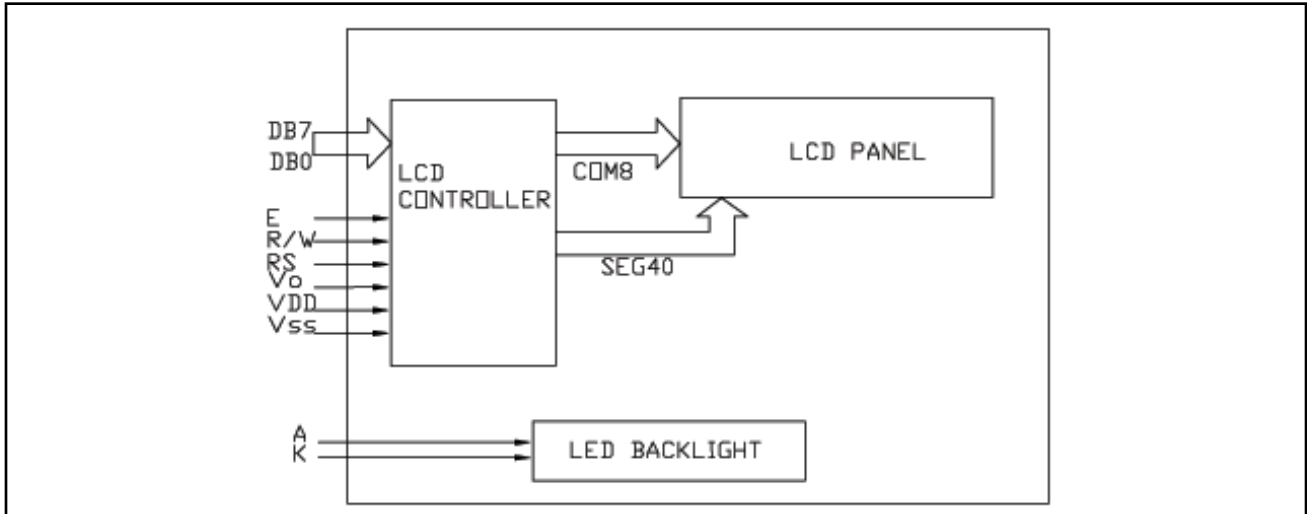 DB7
DB0
LCD
CONTROLLER
COM8
LCD PANEL
E
R/W
RS
Vo
VDD
Vss
SEG40
A
K
LED BACKLIGHT